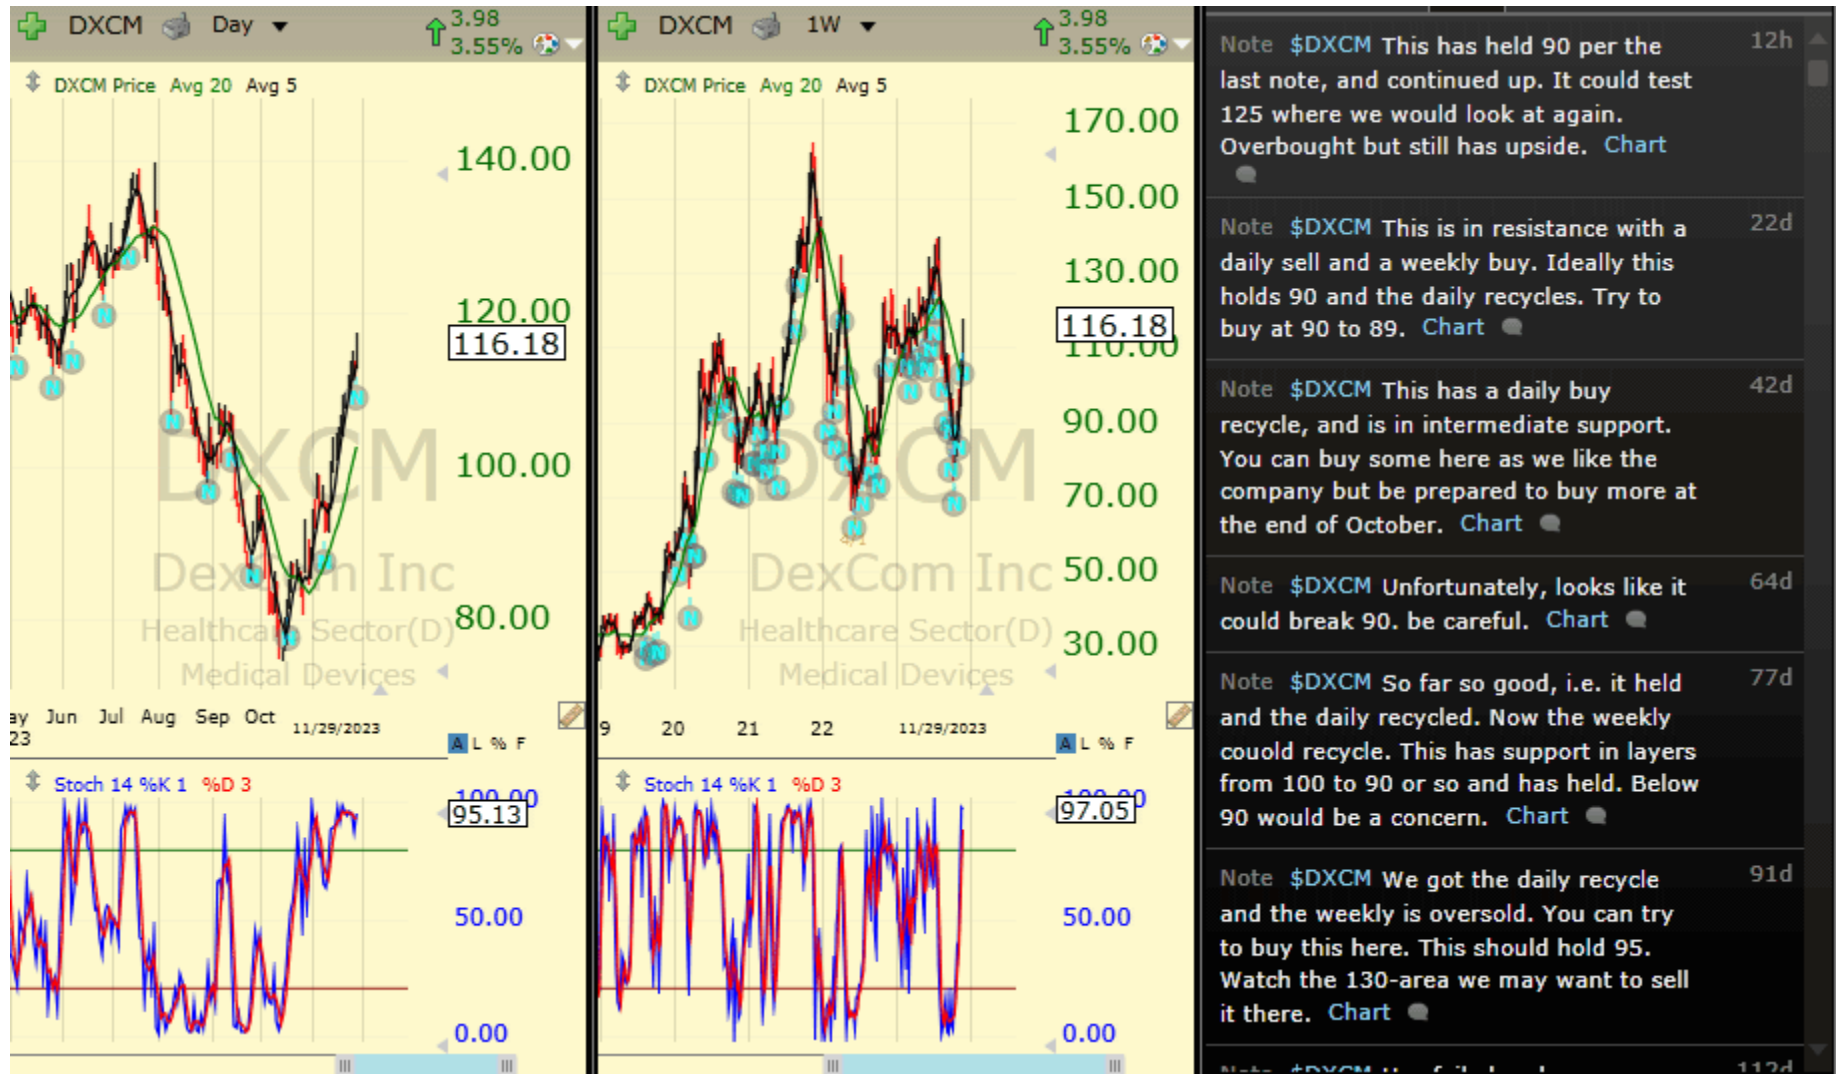 DXCM Day
3.98
3.55%
DXCM Price Avg 20 Avg 5
140.00
120.00
116.18
100.00
80.00
DXCM
DexCom Inc
Healthcare Sector(D)
Medical Devices
ay Jun Jul Aug Sep Oct 11/29/2023
23
A L % F
Stoch 14 %K 1 %D 3
100.00
95.13
50.00
0.00
DXCM 1W
3.98
3.55%
DXCM Price Avg 20 Avg 5
170.00
150.00
130.00
116.18
110.00
90.00
70.00
50.00
30.00
DXCM
DexCom Inc
Healthcare Sector(D)
Medical Devices
9 20 21 22 11/29/2023
A L % F
Stoch 14 %K 1 %D 3
100.00
97.05
50.00
0.00
Note $DXCM This has held 90 per the 12h
last note, and continued up. It could test
125 where we would look at again.
Overbought but still has upside. Chart
Note $DXCM This is in resistance with a 22d
daily sell and a weekly buy. Ideally this
holds 90 and the daily recycles. Try to
buy at 90 to 89. Chart
Note $DXCM This has a daily buy 42d
recycle, and is in intermediate support.
You can buy some here as we like the
company but be prepared to buy more at
the end of October. Chart
Note $DXCM Unfortunately, looks like it 64d
could break 90. be careful. Chart
Note $DXCM So far so good, i.e. it held 77d
and the daily recycled. Now the weekly
couold recycle. This has support in layers
from 100 to 90 or so and has held. Below
90 would be a concern. Chart
Note $DXCM We got the daily recycle 91d
and the weekly is oversold. You can try
to buy this here. This should hold 95.
Watch the 130-area we may want to sell
it there. Chart
Note $DXCM 112d